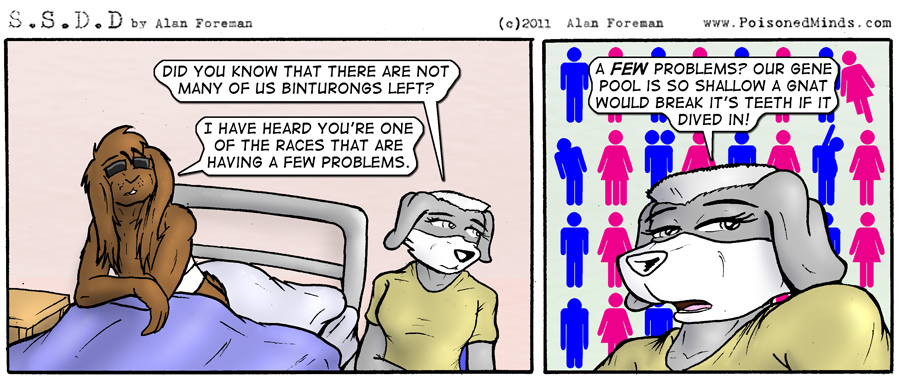 S.S.D.D by Alan Foreman (c)2011 Alan Foreman www.PoisonedMinds.com
DID YOU KNOW THAT THERE ARE NOT
MANY OF US BINTURONGS LEFT?
I HAVE HEARD YOU'RE ONE
OF THE RACES THAT ARE
HAVING A FEW PROBLEMS.
A FEW PROBLEMS? OUR GENE
POOL IS SO SHALLOW A GNAT
WOULD BREAK IT'S TEETH IF IT
DIVED IN!